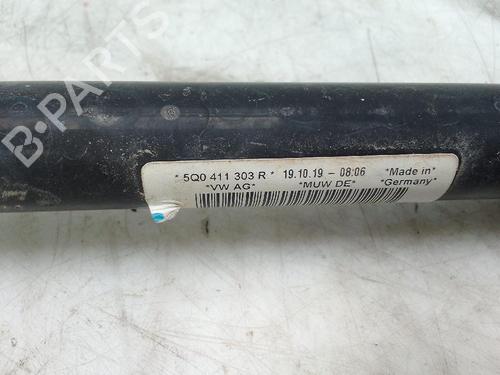 B-PARTS
* 5Q0 411 303 R * 19.10.19 - 08:06 *Made in*
*VW AG* *MUW DE* *Germany*